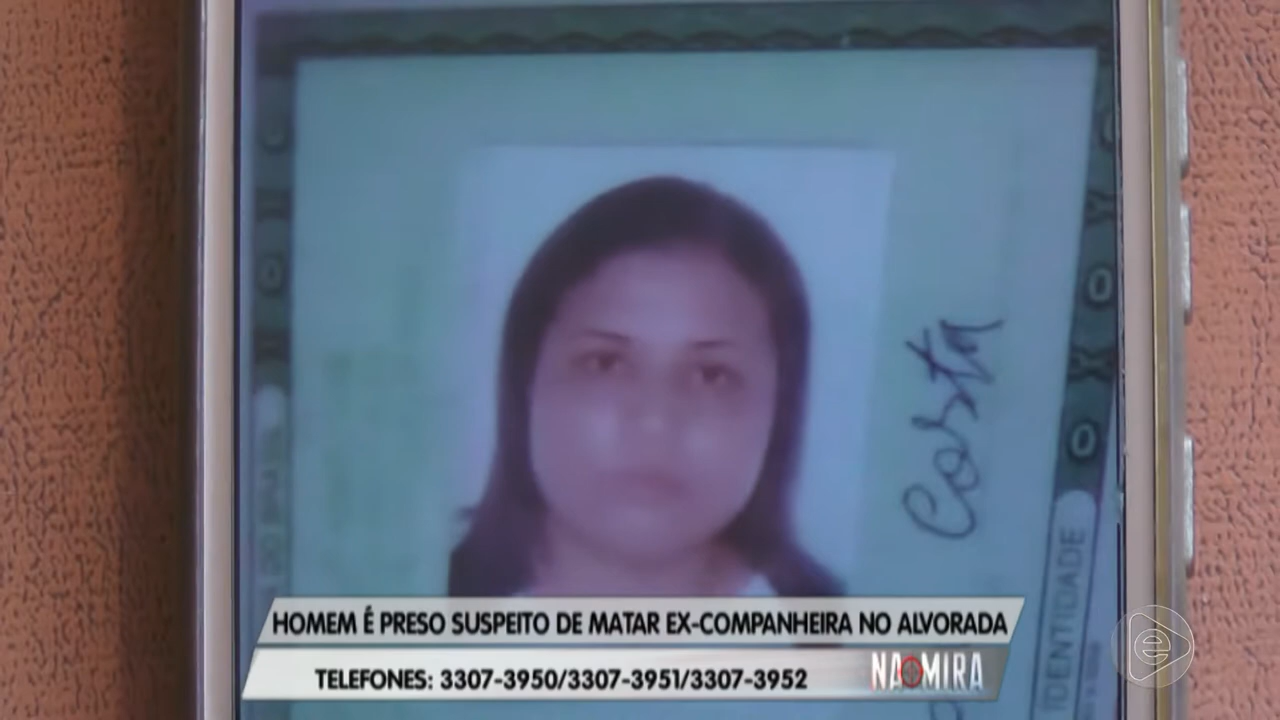 Costa
IDENTIDADE
HOMEM É PRESO SUSPEITO DE MATAR EX-COMPANHEIRA NO ALVORADA
TELEFONES: 3307-3950/3307-3951/3307-3952
NA MIRA
e